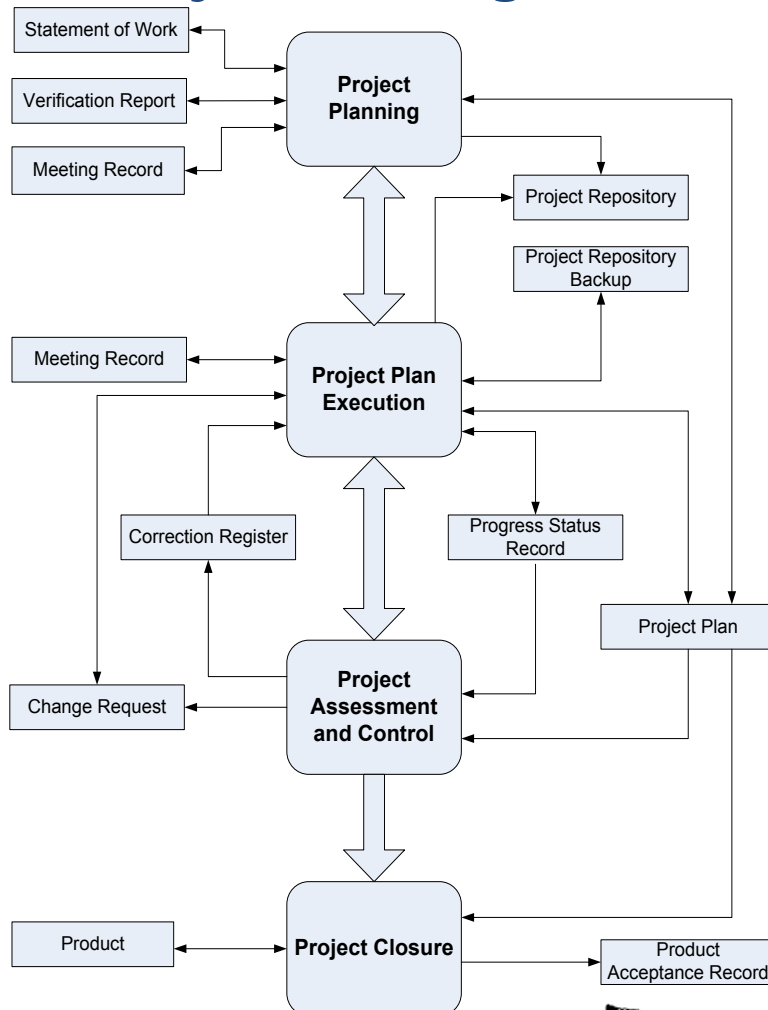 Statement of Work
Project
Planning
Verification Report
Meeting Record
Project Repository
Project Repository
Backup
Meeting Record
Project Plan
Execution
Correction Register
Progress Status
Record
Project Plan
Project
Assessment
and Control
Change Request
Product
Project Closure
Product
Acceptance Record